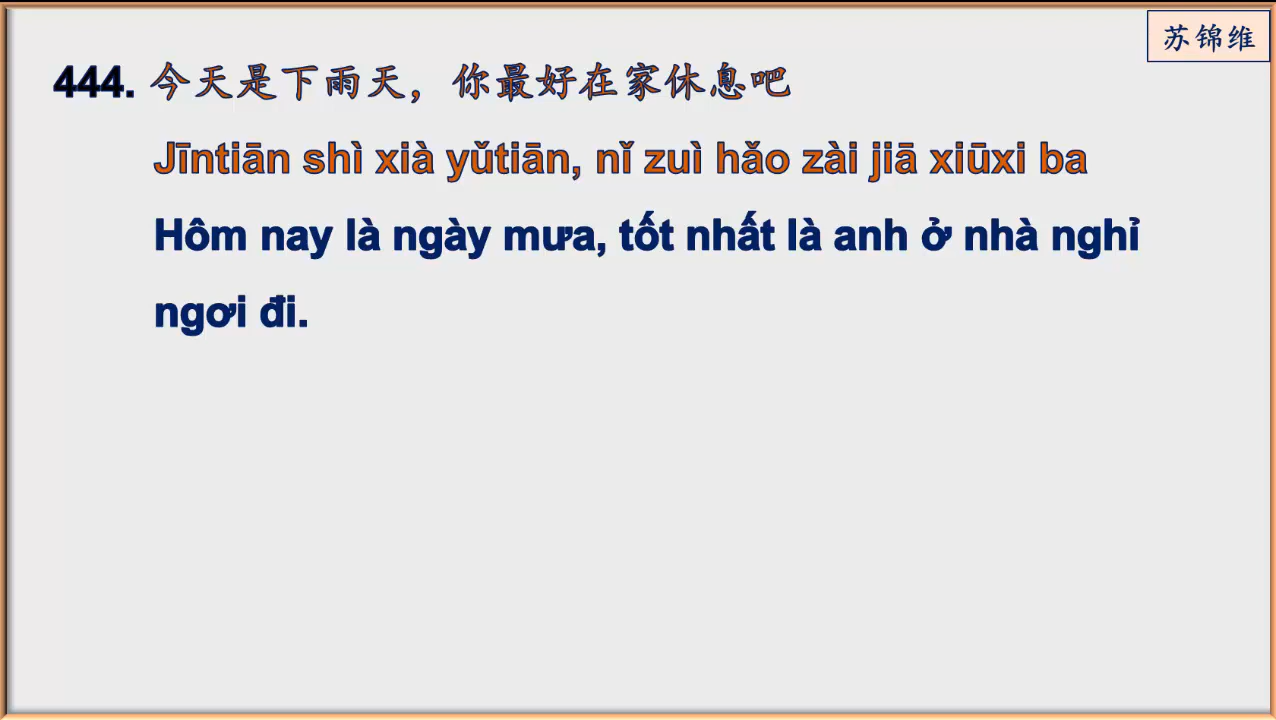 苏锦维
444. 今天是下雨天，你最好在家休息吧
Jīntiān shì xià yǔtiān, nǐ zuì hǎo zài jiā xiūxi ba
Hôm nay là ngày mưa, tốt nhất là anh ở nhà nghỉ
ngơi đi.